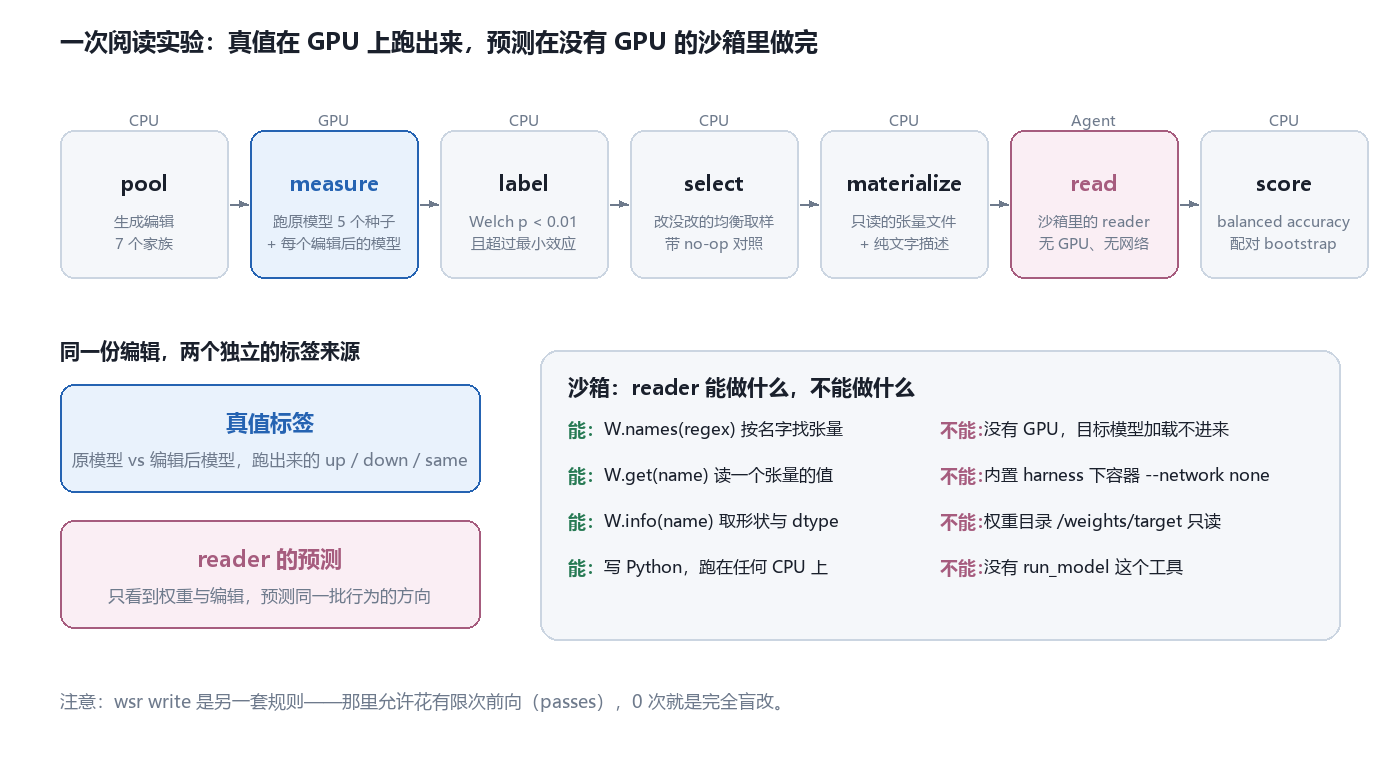 一次阅读实验：真值在 GPU 上跑出来，预测在没有 GPU 的沙箱里做完
CPU
pool
生成编辑
7 个家族
GPU
measure
跑原模型 5 个种子
+ 每个编辑后的模型
CPU
label
Welch p < 0.01
且超过最小效应
CPU
select
改没改的均衡取样
带 no-op 对照
CPU
materialize
只读的张量文件
+ 纯文字描述
Agent
read
沙箱里的 reader
无 GPU、无网络
CPU
score
balanced accuracy
配对 bootstrap
同一份编辑，两个独立的标签来源
真值标签
原模型 vs 编辑后模型，跑出来的 up / down / same
reader 的预测
只看到权重与编辑，预测同一批行为的方向
沙箱：reader 能做什么，不能做什么
能：W.names(regex) 按名字找张量
不能：没有 GPU，目标模型加载不进来
能：W.get(name) 读一个张量的值
不能：内置 harness 下容器 --network none
能：W.info(name) 取形状与 dtype
不能：权重目录 /weights/target 只读
能：写 Python，跑在任何 CPU 上
不能：没有 run_model 这个工具
注意：wsr write 是另一套规则——那里允许花有限次前向（passes），0 次就是完全盲改。